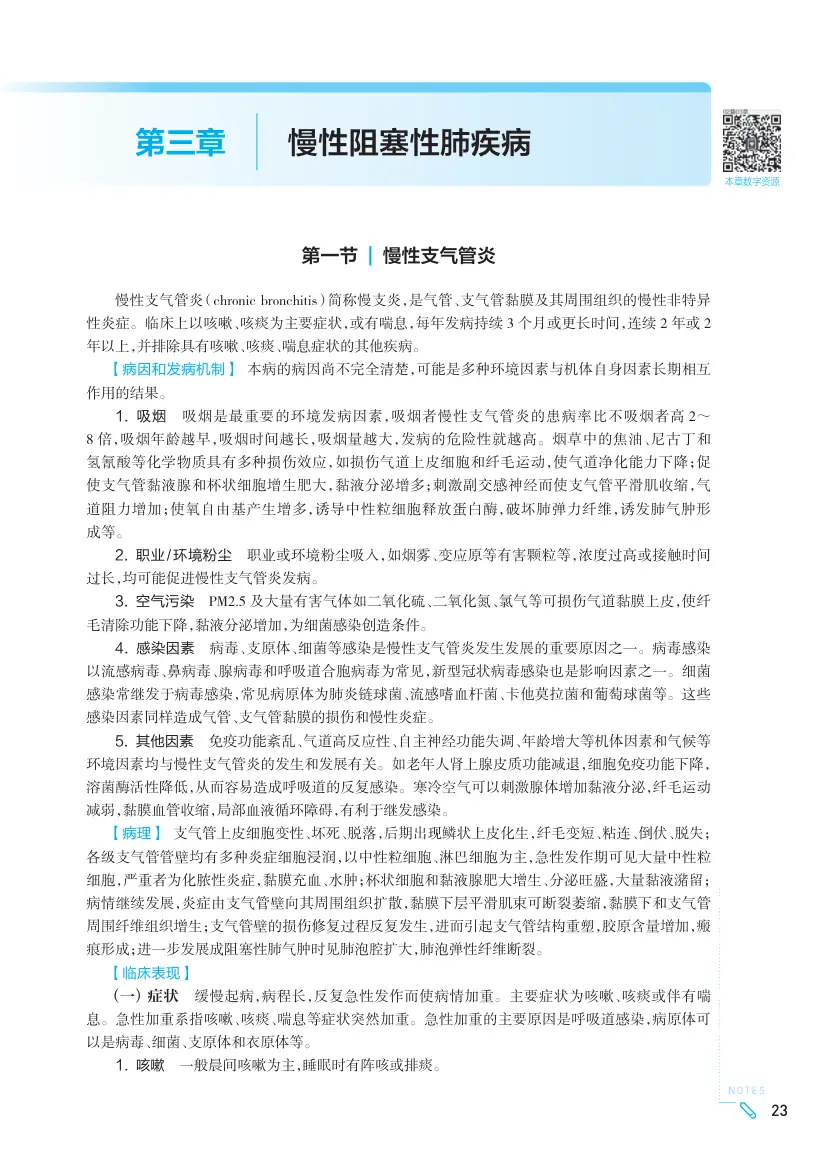 第三章 慢性阻塞性肺疾病
本章数字资源
第一节 | 慢性支气管炎
慢性支气管炎(chronic bronchitis)简称慢支炎,是气管、支气管黏膜及其周围组织的慢性非特异
性炎症。临床上以咳嗽、咳痰为主要症状,或有喘息,每年发病持续 3 个月或更长时间,连续 2 年或 2
年以上,并排除具有咳嗽、咳痰、喘息症状的其他疾病。
【病因和发病机制】 本病的病因尚不完全清楚,可能是多种环境因素与机体自身因素长期相互
作用的结果。
1. 吸烟 吸烟是最重要的环境发病因素,吸烟者慢性支气管炎的患病率比不吸烟者高 2～
8 倍,吸烟年龄越早,吸烟时间越长,吸烟量越大,发病的危险性就越高。烟草中的焦油、尼古丁和
氢氰酸等化学物质具有多种损伤效应,如损伤气道上皮细胞和纤毛运动,使气道净化能力下降;促
使支气管黏液腺和杯状细胞增生肥大,黏液分泌增多;刺激副交感神经而使支气管平滑肌收缩,气
道阻力增加;使氧自由基产生增多,诱导中性粒细胞释放蛋白酶,破坏肺弹力纤维,诱发肺气肿形
成等。
2. 职业/环境粉尘 职业或环境粉尘吸入,如烟雾、变应原等有害颗粒等,浓度过高或接触时间
过长,均可能促进慢性支气管炎发病。
3. 空气污染 PM2.5 及大量有害气体如二氧化硫、二氧化氮、氯气等可损伤气道黏膜上皮,使纤
毛清除功能下降,黏液分泌增加,为细菌感染创造条件。
4. 感染因素 病毒、支原体、细菌等感染是慢性支气管炎发生发展的重要原因之一。病毒感染
以流感病毒、鼻病毒、腺病毒和呼吸道合胞病毒为常见,新型冠状病毒感染也是影响因素之一。细菌
感染常继发于病毒感染,常见病原体为肺炎链球菌、流感嗜血杆菌、卡他莫拉菌和葡萄球菌等。这些
感染因素同样造成气管、支气管黏膜的损伤和慢性炎症。
5. 其他因素 免疫功能紊乱、气道高反应性、自主神经功能失调、年龄增大等机体因素和气候等
环境因素均与慢性支气管炎的发生和发展有关。如老年人肾上腺皮质功能减退,细胞免疫功能下降,
溶菌酶活性降低,从而容易造成呼吸道的反复感染。寒冷空气可以刺激腺体增加黏液分泌,纤毛运动
减弱,黏膜血管收缩,局部血液循环障碍,有利于继发感染。
【病理】 支气管上皮细胞变性、坏死、脱落,后期出现鳞状上皮化生,纤毛变短、粘连、倒伏、脱失;
各级支气管管壁均有多种炎症细胞浸润,以中性粒细胞、淋巴细胞为主,急性发作期可见大量中性粒
细胞,严重者为化脓性炎症,黏膜充血、水肿;杯状细胞和黏液腺肥大增生、分泌旺盛,大量黏液潴留;
病情继续发展,炎症由支气管壁向其周围组织扩散,黏膜下层平滑肌束可断裂萎缩,黏膜下和支气管
周围纤维组织增生;支气管壁的损伤修复过程反复发生,进而引起支气管结构重塑,胶原含量增加,瘢
痕形成;进一步发展成阻塞性肺气肿时见肺泡腔扩大,肺泡弹性纤维断裂。
【临床表现】
(一)症状 缓慢起病,病程长,反复急性发作而使病情加重。主要症状为咳嗽、咳痰或伴有喘
息。急性加重系指咳嗽、咳痰、喘息等症状突然加重。急性加重的主要原因是呼吸道感染,病原体可
以是病毒、细菌、支原体和衣原体等。
1. 咳嗽 一般晨间咳嗽为主,睡眠时有阵咳或排痰。
NOTES
23